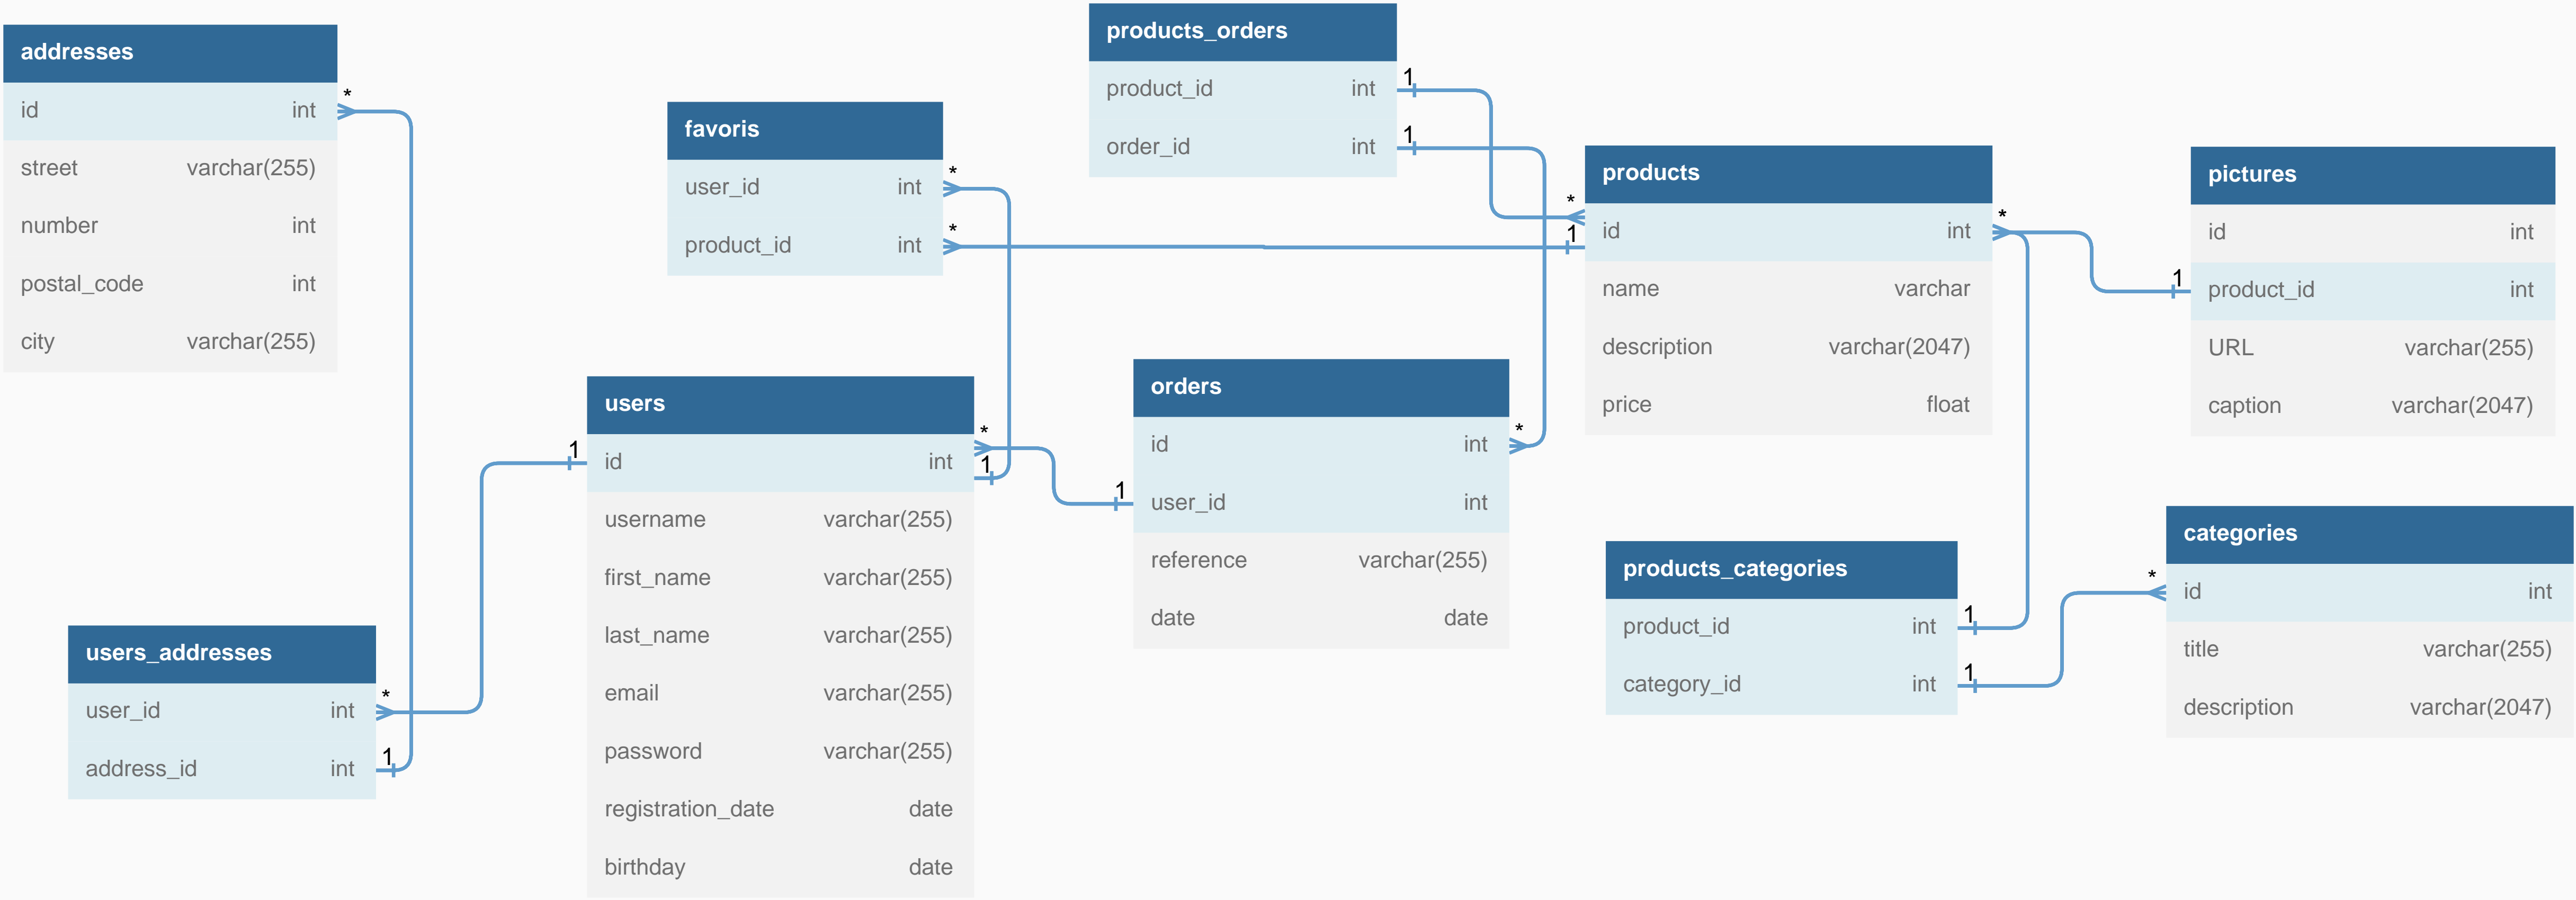 addresses
id int
street varchar(255)
number int
postal_code int
city varchar(255)
*
favoris
user_id int
product_id int
*
*
products_orders
product_id int
order_id int
1
1
products
id int
name varchar
description varchar(2047)
price float
*
1
*
pictures
id int
product_id int
URL varchar(255)
caption varchar(2047)
1
users
id int
username varchar(255)
first_name varchar(255)
last_name varchar(255)
email varchar(255)
password varchar(255)
registration_date date
birthday date
1
*
1
orders
id int
user_id int
reference varchar(255)
date date
1
*
users_addresses
user_id int
address_id int
*
1
products_categories
product_id int
category_id int
1
1
categories
id int
title varchar(255)
description varchar(2047)
*